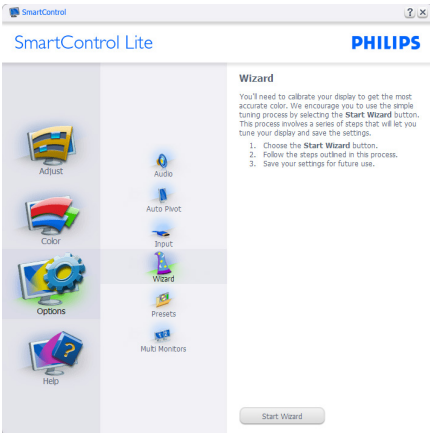 SmartControl
? X
SmartControl Lite
PHILIPS
Adjust
Color
Options
Help
Audio
Auto Pivot
Input
Wizard
Presets
Multi Monitors
Wizard
You'll need to calibrate your display to get the most
accurate color. We encourage you to use the simple
tuning process by selecting the Start Wizard button.
This process involves a series of steps that will let you
tune your display and save the settings.
1. Choose the Start Wizard button.
2. Follow the steps outlined in this process.
3. Save your settings for future use.
Start Wizard